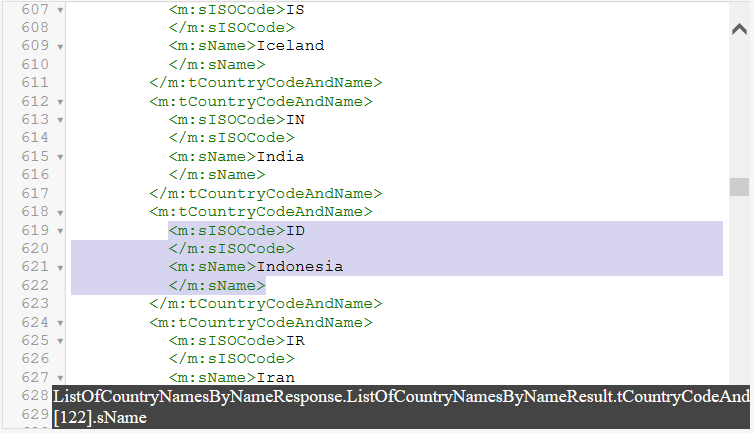 607 <m:sISOCode>IS
608 </m:sISOCode>
609 <m:sName>Iceland
610 </m:sName>
611 </m:tCountryCodeAndName>
612 <m:tCountryCodeAndName>
613 <m:sISOCode>IN
614 </m:sISOCode>
615 <m:sName>India
616 </m:sName>
617 </m:tCountryCodeAndName>
618 <m:tCountryCodeAndName>
619 <m:sISOCode>ID
620 </m:sISOCode>
621 <m:sName>Indonesia
622 </m:sName>
623 </m:tCountryCodeAndName>
624 <m:tCountryCodeAndName>
625 <m:sISOCode>IR
626 </m:sISOCode>
627 <m:sName>Iran
628 ListOfCountryNamesByNameResponse.ListOfCountryNamesByNameResult.tCountryCodeAnd
629 [122].sName